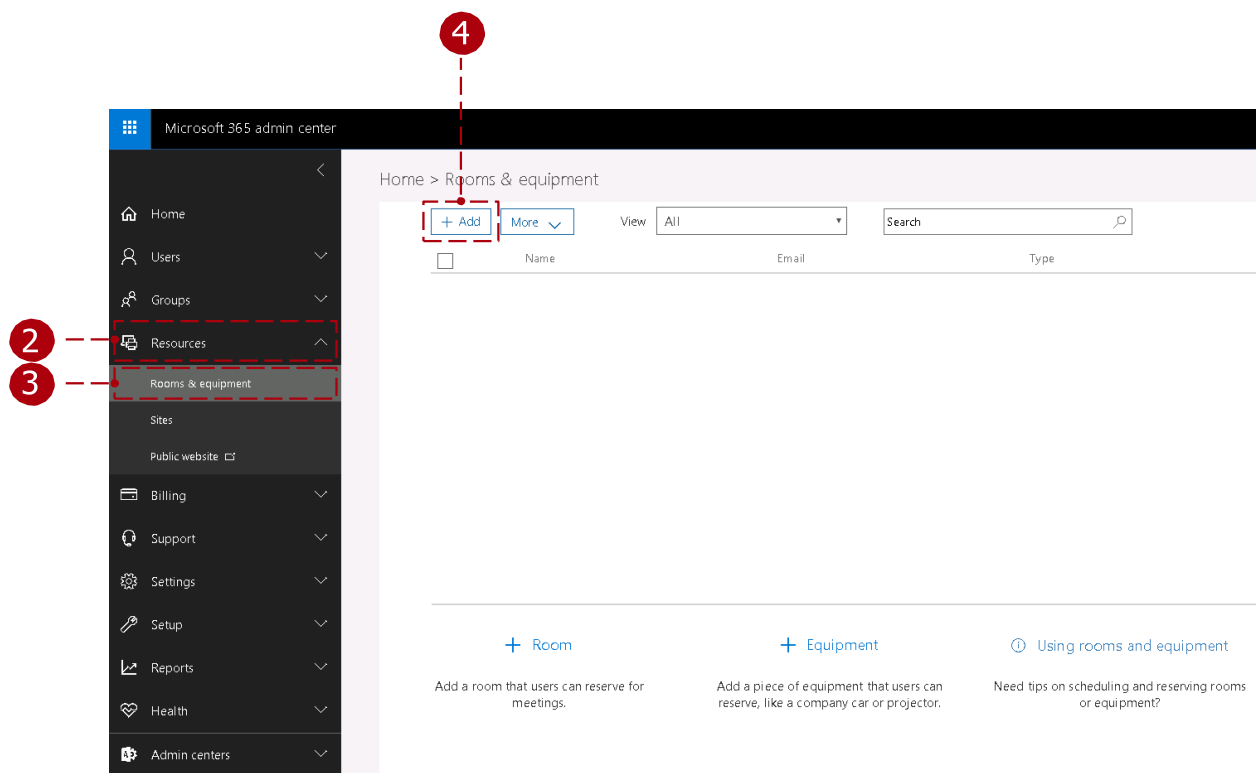 4
Microsoft 365 admin center
Home > Rooms & equipment
+ Add
More
View
All
Search
Name
Email
Type
Home
Users
Groups
2
Resources
3
Rooms & equipment
Sites
Public website
Billing
Support
Settings
Setup
Reports
Health
Admin centers
+ Room
Add a room that users can reserve for
meetings.
+ Equipment
Add a piece of equipment that users can
reserve, like a company car or projector.
Using rooms and equipment
Need tips on scheduling and reserving rooms
or equipment?